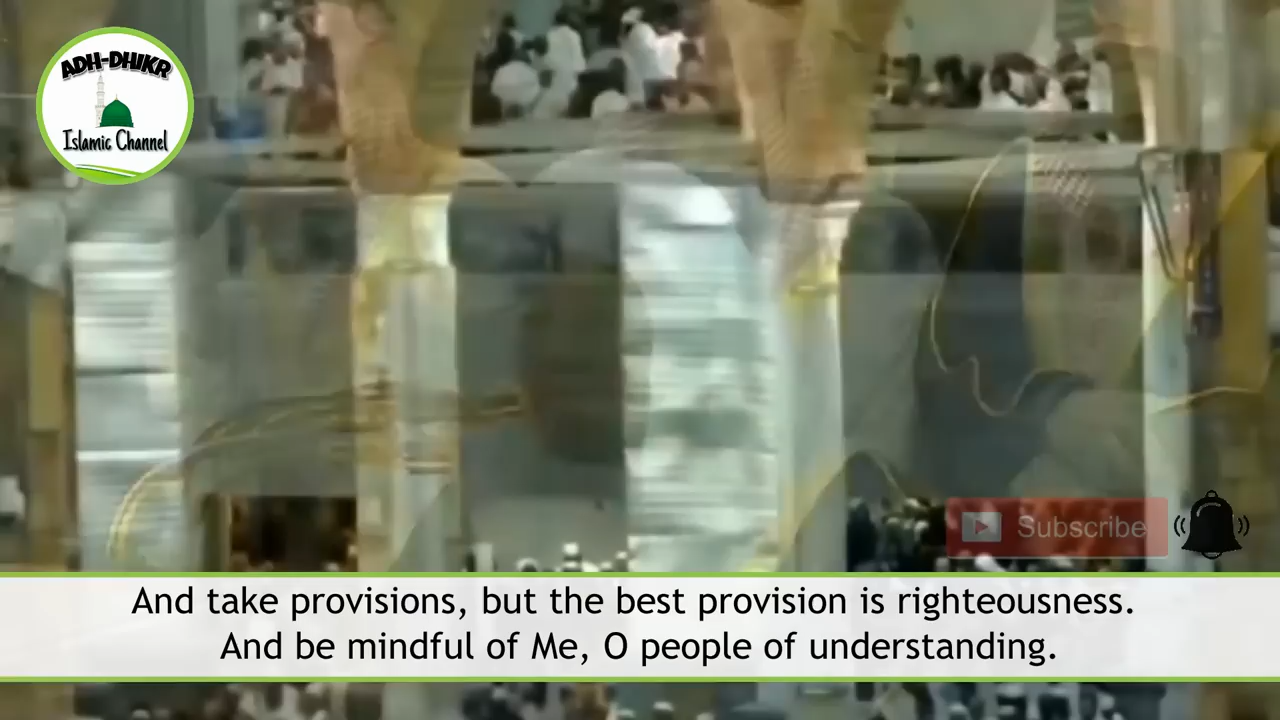 ADH-DHIKR
Islamic Channel
Subscribe
And take provisions, but the best provision is righteousness.
And be mindful of Me, O people of understanding.